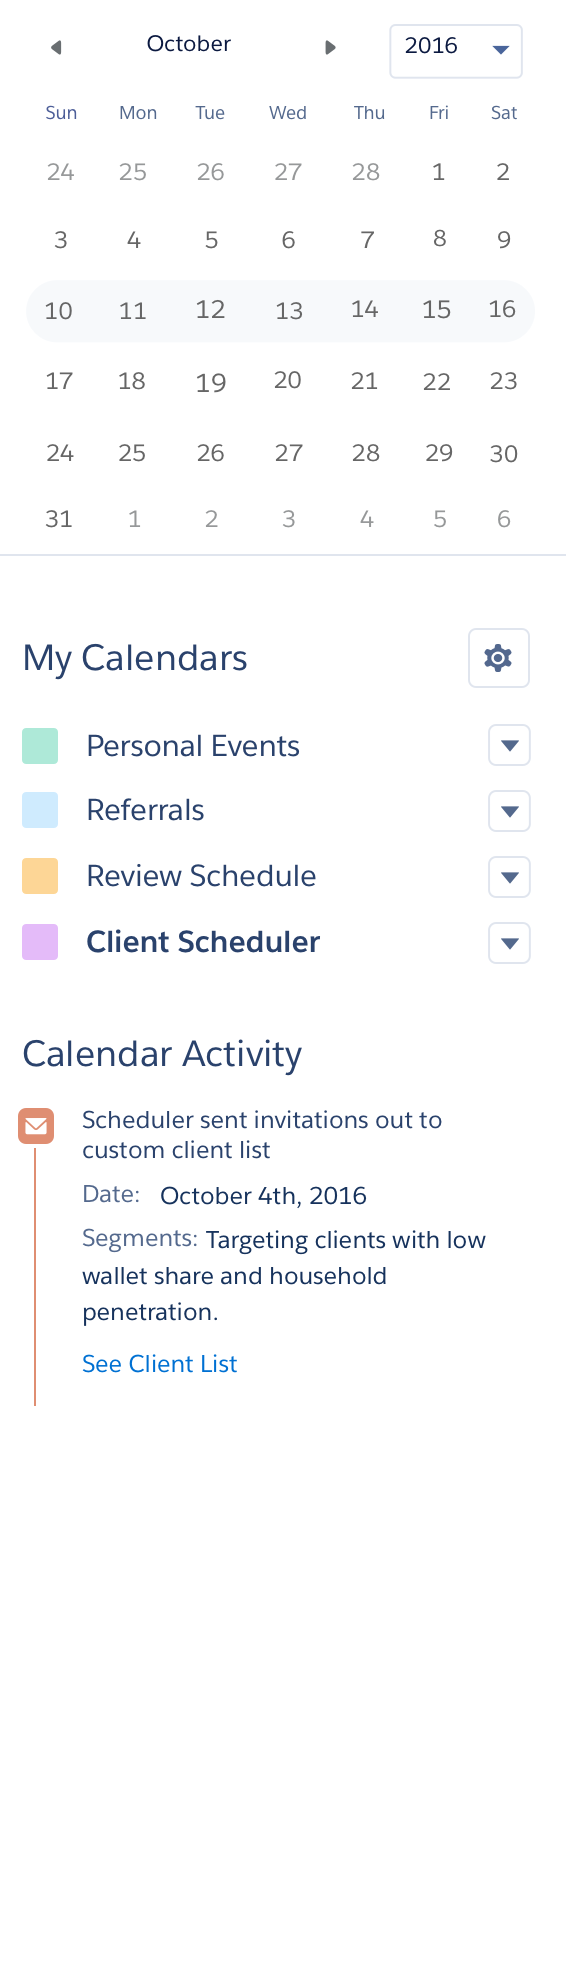 October 2016
Sun Mon Tue Wed Thu Fri Sat
24 25 26 27 28 1 2
3 4 5 6 7 8 9
10 11 12 13 14 15 16
17 18 19 20 21 22 23
24 25 26 27 28 29 30
31 1 2 3 4 5 6
My Calendars
Personal Events
Referrals
Review Schedule
Client Scheduler
Calendar Activity
Scheduler sent invitations out to
custom client list
Date: October 4th, 2016
Segments: Targeting clients with low
wallet share and household
penetration.
See Client List